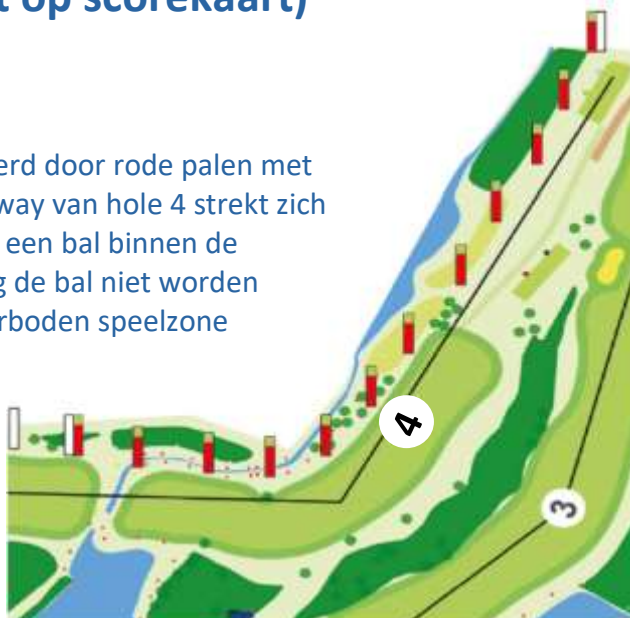 t op scorekaart)
erd door rode palen met
way van hole 4 strekt zich
een bal binnen de
g de bal niet worden
rboden speelzone
4
3